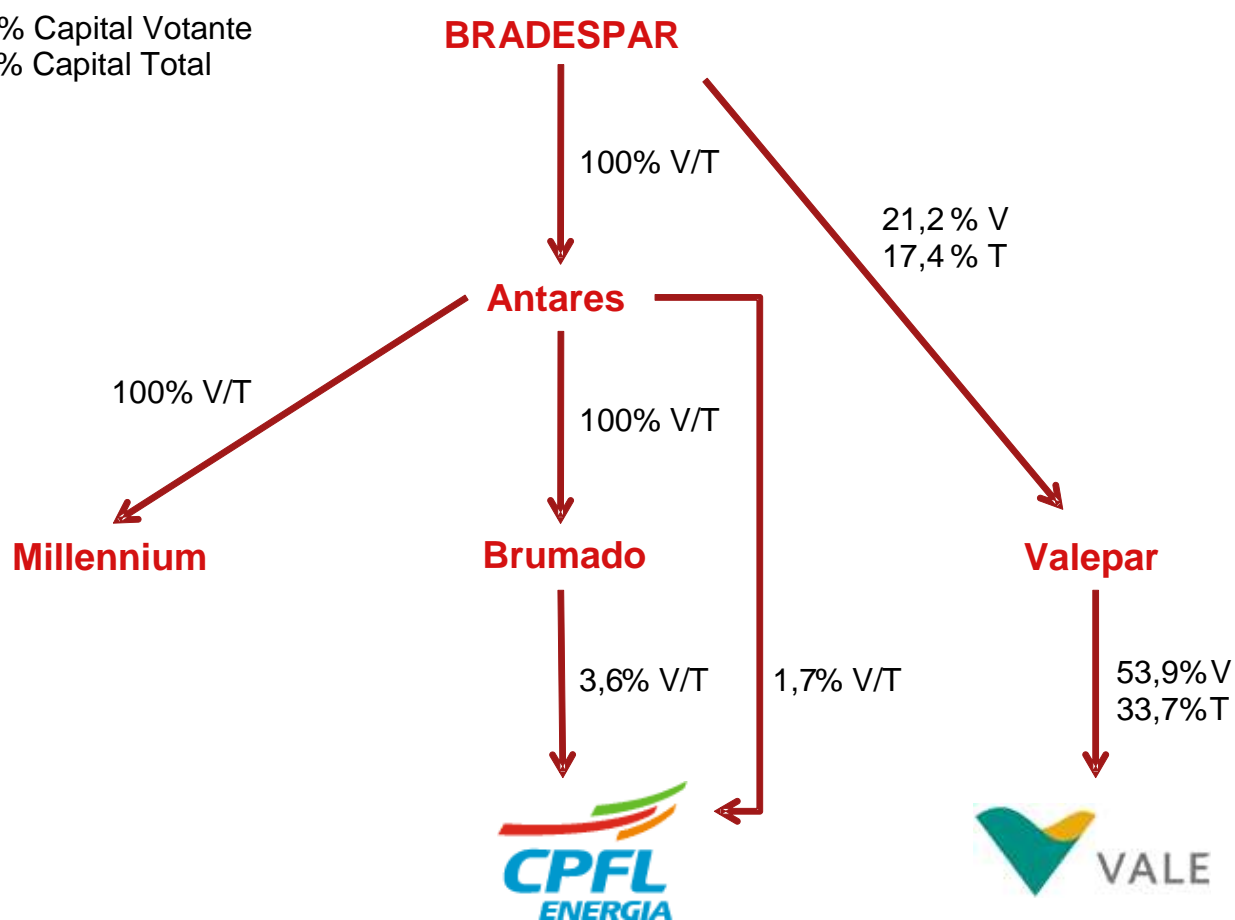 % Capital Votante
% Capital Total
BRADESPAR
100% V/T
21,2 % V
17,4 % T
Antares
100% V/T
100% V/T
Millennium
Brumado
Valepar
3,6% V/T
1,7% V/T
53,9% V
33,7% T
CPFL
ENERGIA
VALE